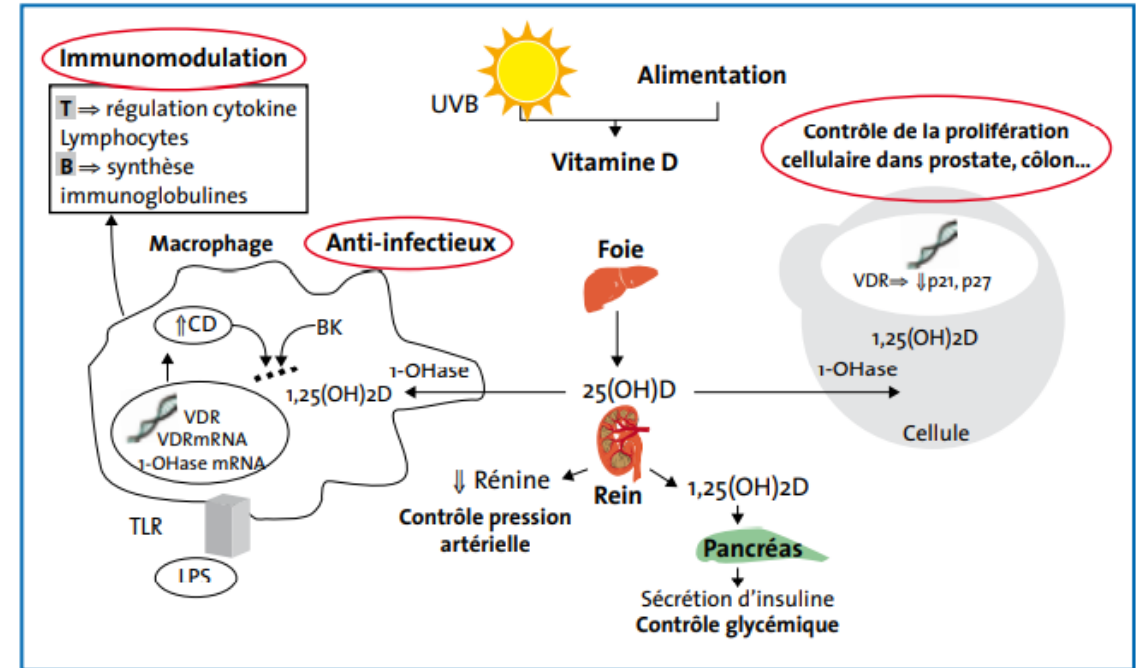 Immunomodulation
T ⇒ régulation cytokine
Lymphocytes
B ⇒ synthèse
immunoglobulines
UVB
Alimentation
Vitamine D
Contrôle de la prolifération
cellulaire dans prostate, côlon...
Macrophage
Anti-infectieux
Foie
VDR⇒ ⇓p21, p27
⇑CD
BK
1,25(OH)2D
1-OHase
1,25(OH)2D
25(OH)D
1-OHase
Cellule
VDR
VDRmRNA
1-OHase mRNA
⇓ Rénine
Rein
1,25(OH)2D
Contrôle pression
artérielle
TLR
LPS
Pancréas
Sécrétion d'insuline
Contrôle glycémique